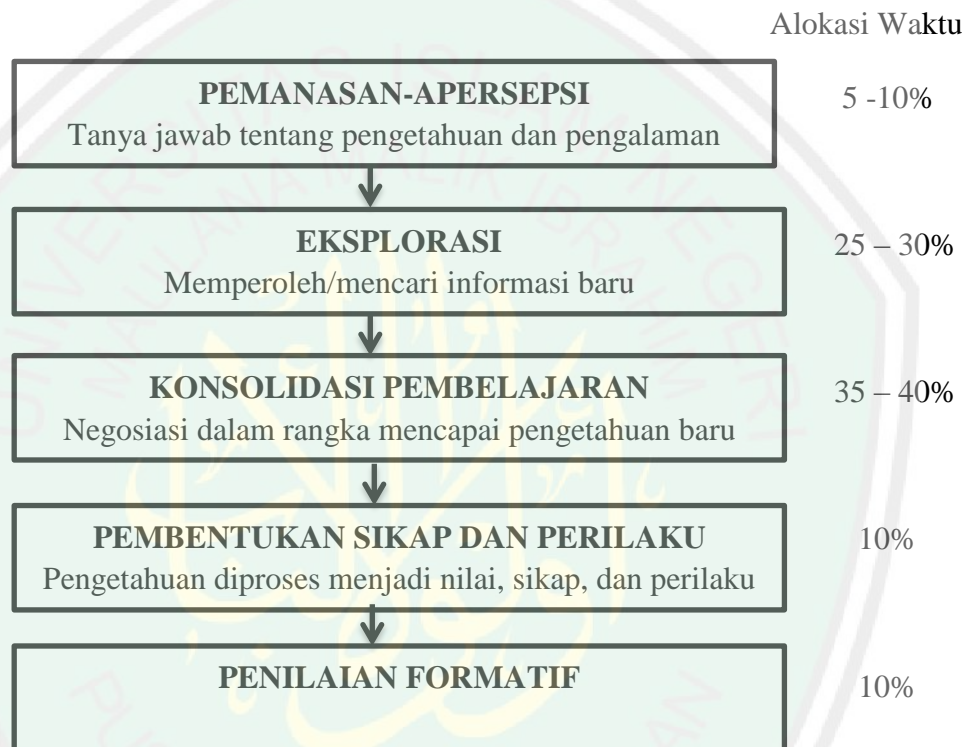 Alokasi Waktu
PEMANASAN-APERSEPSI
5 -10%
Tanya jawab tentang pengetahuan dan pengalaman
EKSPLORASI
25 – 30%
Memperoleh/mencari informasi baru
KONSOLIDASI PEMBELAJARAN
35 – 40%
Negosiasi dalam rangka mencapai pengetahuan baru
PEMBENTUKAN SIKAP DAN PERILAKU
10%
Pengetahuan diproses menjadi nilai, sikap, dan perilaku
PENILAIAN FORMATIF
10%